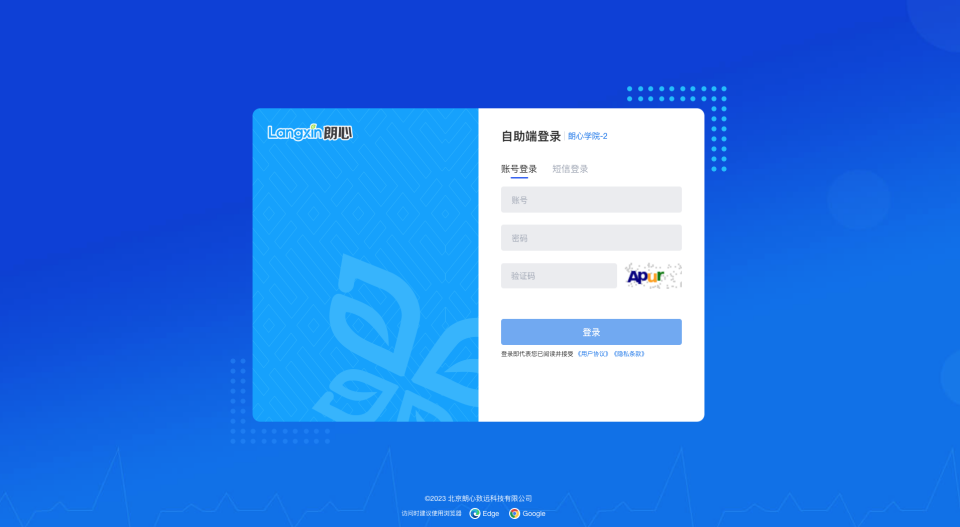 Langxin朗心
自助端登录 朗心学院-2
账号登录 短信登录
账号
密码
验证码 Apur
登录
登录即代表您已阅读并接受 《用户协议》《隐私条款》
©2023 北京朗心致远科技有限公司
访问时建议使用浏览器 Edge Google